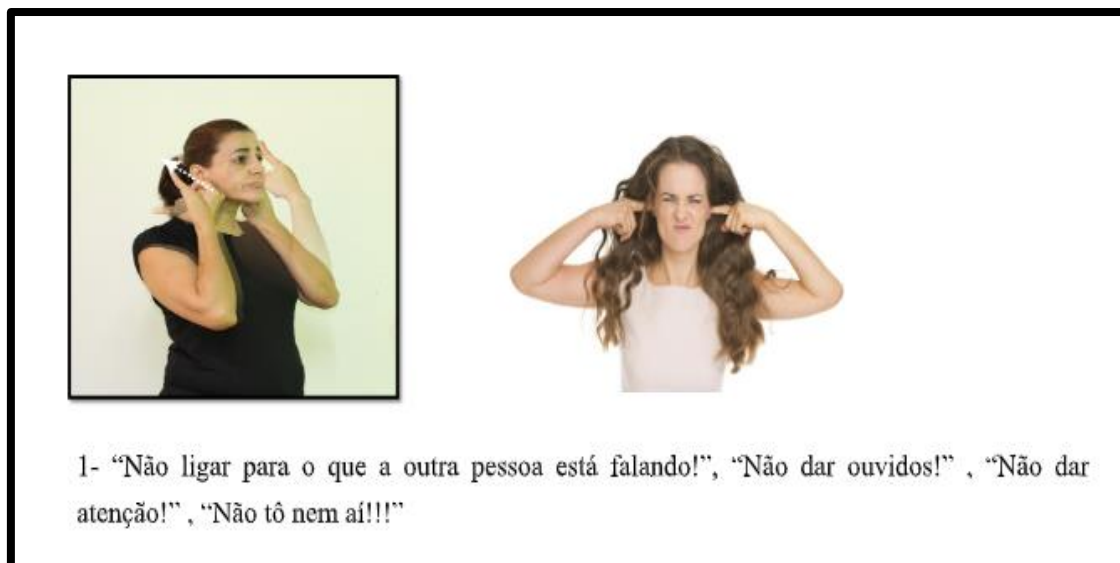 1- “Não ligar para o que a outra pessoa está falando!”, “Não dar ouvidos!” , “Não dar
atenção!” , “Não tô nem aí!!!”